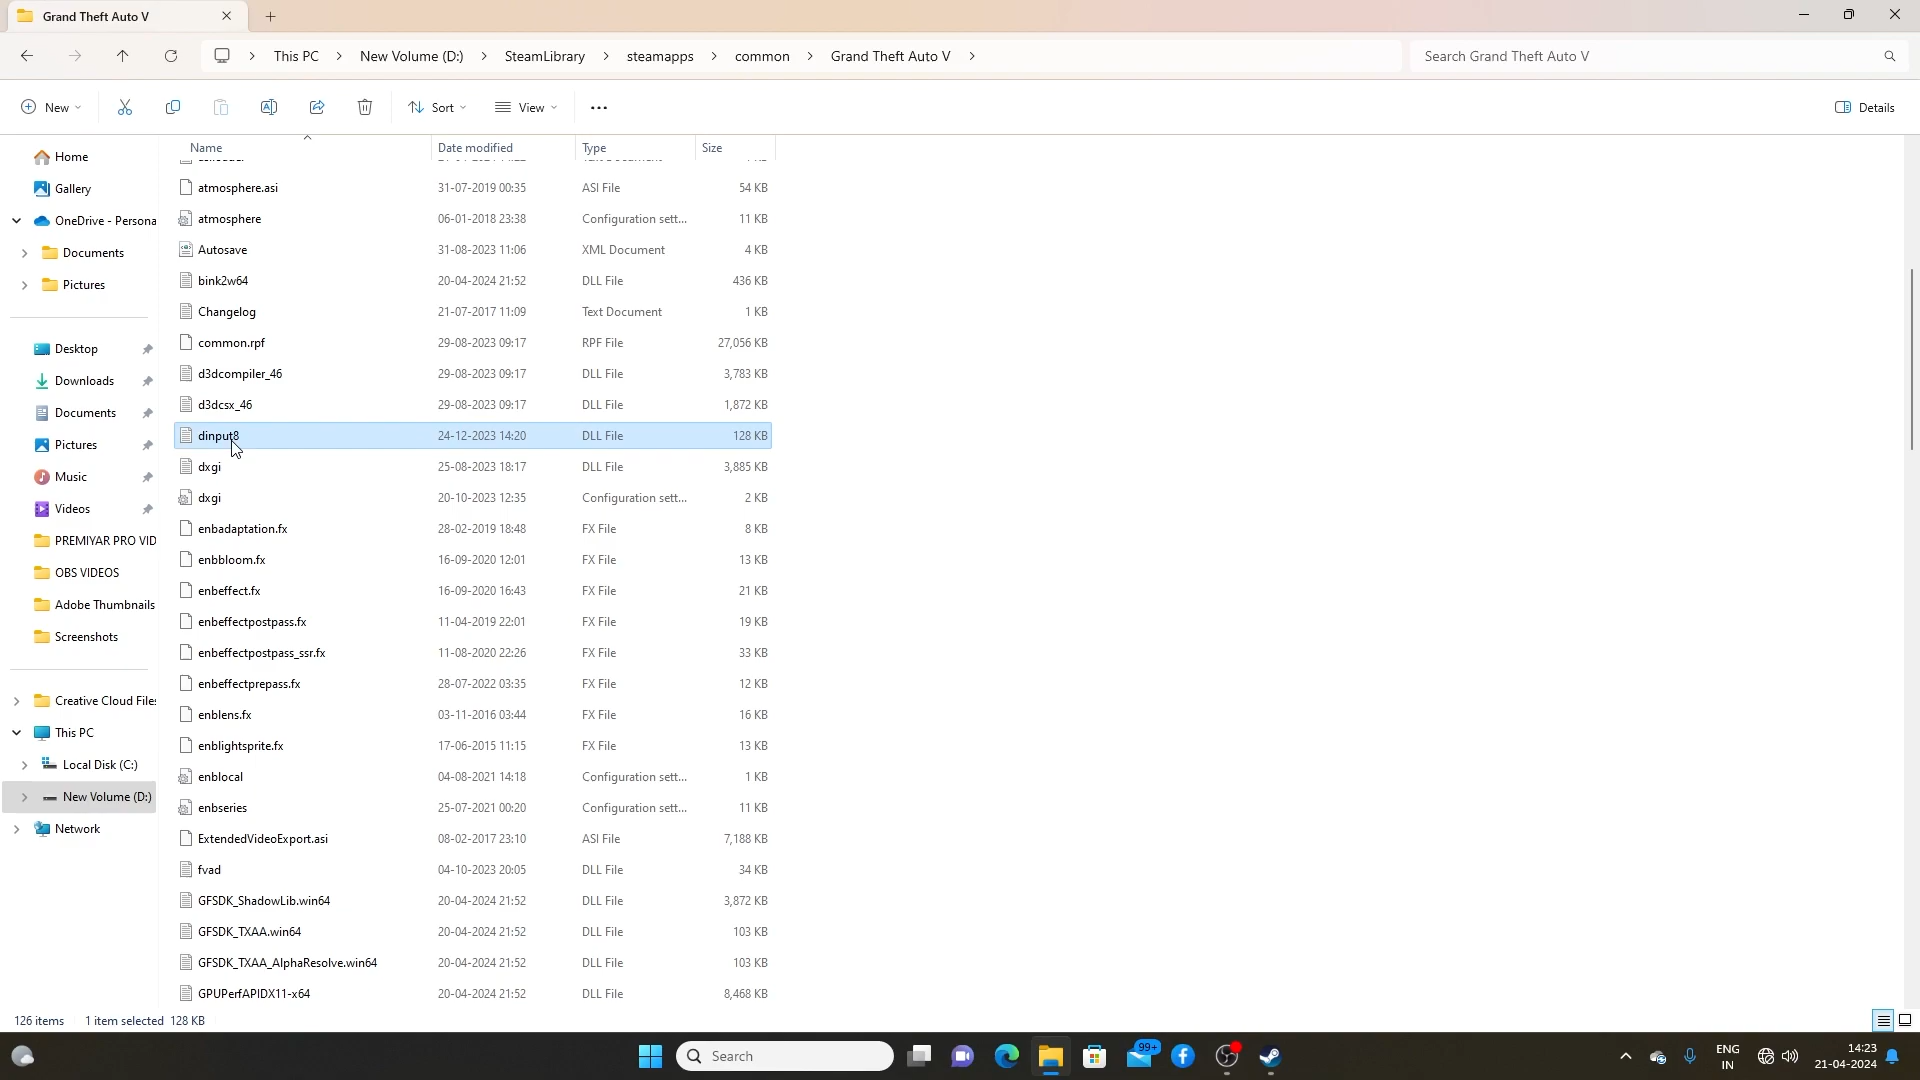 Grand Theft Auto V
This PC > New Volume (D:) > SteamLibrary > steamapps > common > Grand Theft Auto V >
Search Grand Theft Auto V
New
Sort
View
Details
Name Date modified Type Size
atmosphere.asi 31-07-2019 00:35 ASI File 54 KB
atmosphere 06-01-2018 23:38 Configuration sett... 11 KB
Autosave 31-08-2023 11:06 XML Document 4 KB
bink2w64 20-04-2024 21:52 DLL File 436 KB
Changelog 21-07-2017 11:09 Text Document 1 KB
common.rpf 29-08-2023 09:17 RPF File 27,056 KB
d3dcompiler_46 29-08-2023 09:17 DLL File 3,783 KB
d3dcsx_46 29-08-2023 09:17 DLL File 1,872 KB
dinput8 24-12-2023 14:20 DLL File 128 KB
dxgi 25-08-2023 18:17 DLL File 3,885 KB
dxgi 20-10-2023 12:35 Configuration sett... 2 KB
enbadaptation.fx 28-02-2019 18:48 FX File 8 KB
enbbloom.fx 16-09-2020 12:01 FX File 13 KB
enbeffect.fx 16-09-2020 16:43 FX File 21 KB
enbeffectpostpass.fx 11-04-2019 22:01 FX File 19 KB
enbeffectpostpass_ssr.fx 11-08-2020 22:26 FX File 33 KB
enbeffectprepass.fx 28-07-2022 03:35 FX File 12 KB
enblens.fx 03-11-2016 03:44 FX File 16 KB
enblightsprite.fx 17-06-2015 11:15 FX File 13 KB
enblocal 04-08-2021 14:18 Configuration sett... 1 KB
enbseries 25-07-2021 00:20 Configuration sett... 11 KB
ExtendedVideoExport.asi 08-02-2017 23:10 ASI File 7,188 KB
fvad 04-10-2023 20:05 DLL File 34 KB
GFSDK_ShadowLib.win64 20-04-2024 21:52 DLL File 3,872 KB
GFSDK_TXAA.win64 20-04-2024 21:52 DLL File 103 KB
GFSDK_TXAA_AlphaResolve.win64 20-04-2024 21:52 DLL File 103 KB
GPUPerfAPIDX11-x64 20-04-2024 21:52 DLL File 8,468 KB
Home
Gallery
OneDrive - Persona
Documents
Pictures
Desktop
Downloads
Documents
Pictures
Music
Videos
PREMIYAR PRO VID
OBS VIDEOS
Adobe Thumbnails
Screenshots
Creative Cloud Files
This PC
Local Disk (C:)
New Volume (D:)
Network
126 items 1 item selected 128 KB
Search
99+
ENG
IN
14:23
21-04-2024